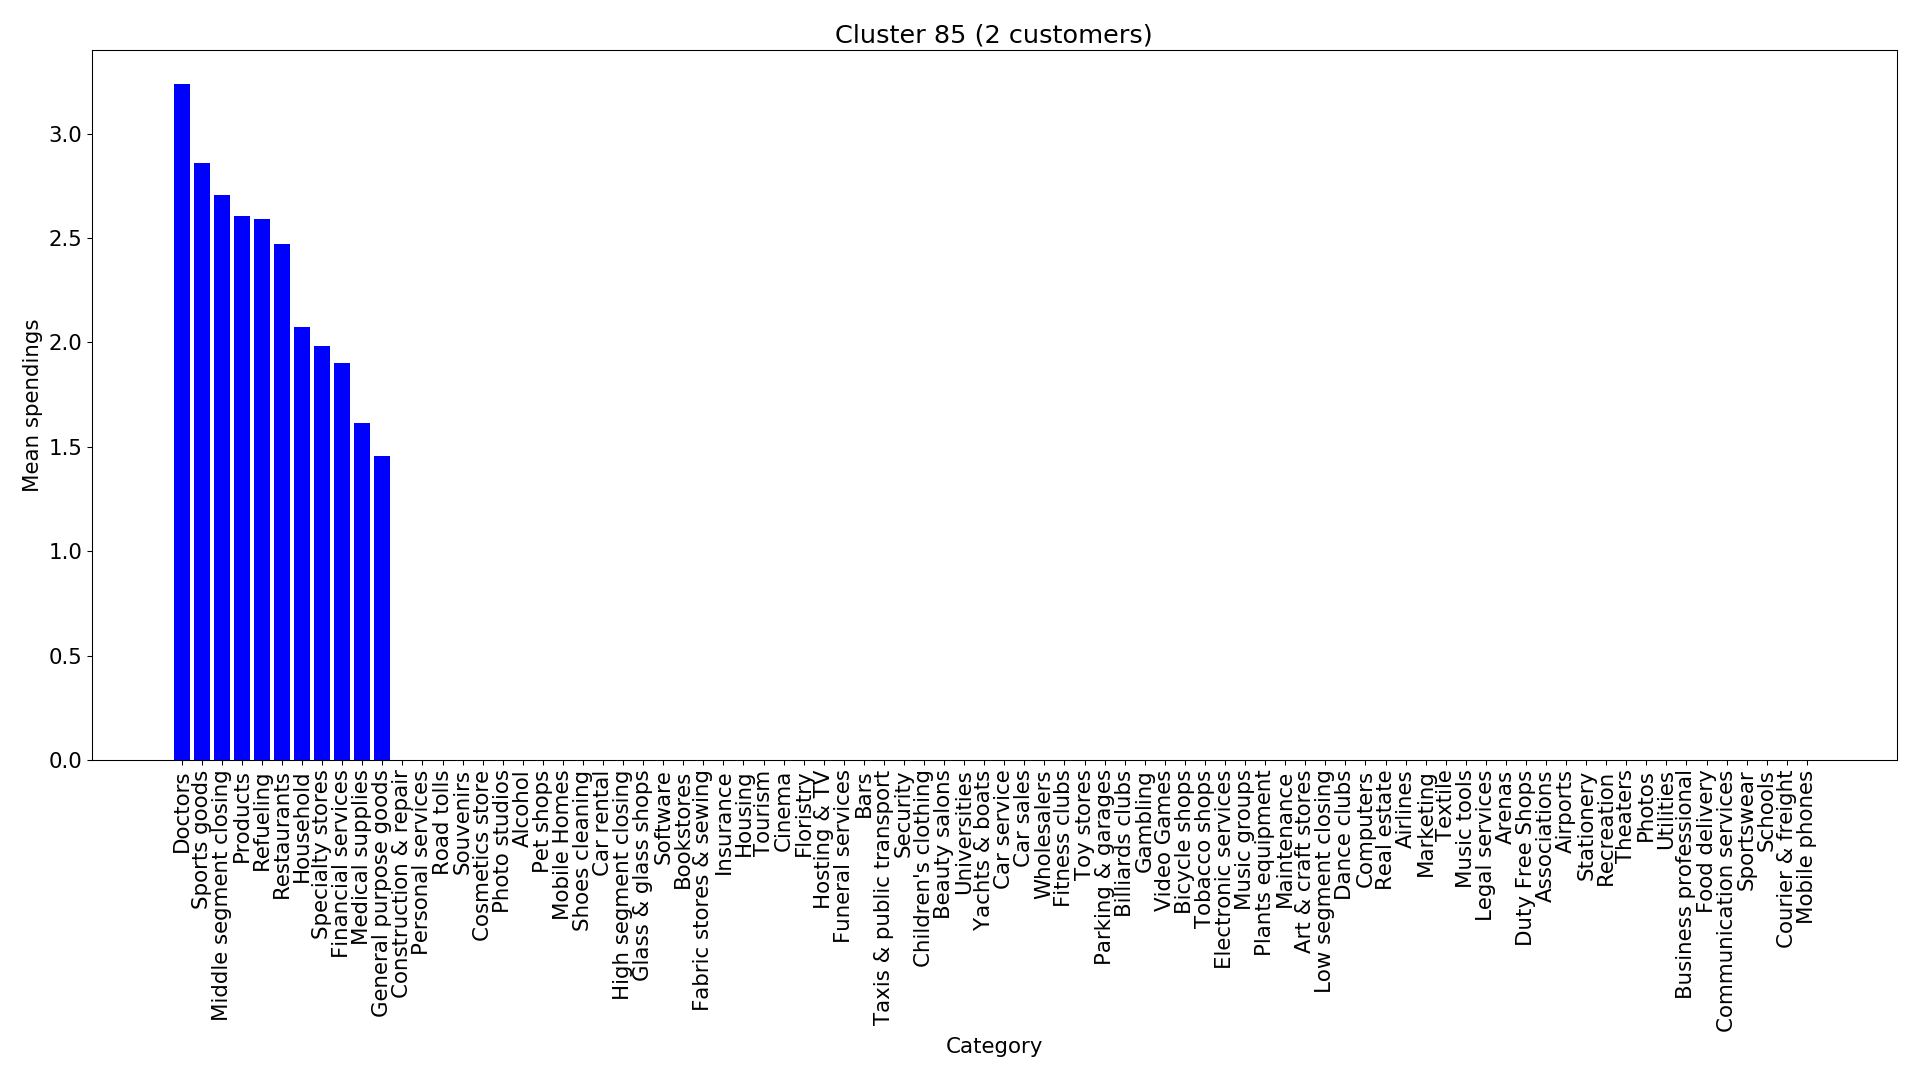 Cluster 85 (2 customers)
Mean spendings
3.0
2.5
2.0
1.5
1.0
0.5
0.0
Doctors
Sports goods
Middle segment closing
Products
Refueling
Restaurants
Household
Specialty stores
Financial services
Medical supplies
General purpose goods
Construction & repair
Personal services
Road tolls
Souvenirs
Cosmetics store
Photo studios
Alcohol
Pet shops
Mobile Homes
Shoes cleaning
Car rental
High segment closing
Glass & glass shops
Software
Bookstores
Fabric stores & sewing
Insurance
Housing
Tourism
Cinema
Floristry
Hosting & TV
Funeral services
Bars
Taxis & public transport
Security
Children's clothing
Beauty salons
Universities
Yachts & boats
Car service
Car sales
Wholesalers
Fitness clubs
Toy stores
Parking & garages
Billiards clubs
Gambling
Video Games
Bicycle shops
Tobacco shops
Electronic services
Music groups
Plants equipment
Maintenance
Art & craft stores
Low segment closing
Dance clubs
Computers
Real estate
Airlines
Marketing
Textile
Music tools
Legal services
Arenas
Duty Free Shops
Associations
Airports
Stationery
Recreation
Theaters
Photos
Utilities
Business professional
Food delivery
Communication services
Sportswear
Schools
Courier & freight
Mobile phones
Category